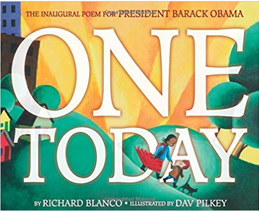 THE INAUGURAL POEM FOR PRESIDENT BARACK OBAMA
ONE
TODAY
BY RICHARD BLANCO • ILLUSTRATED BY DAV PILKEY